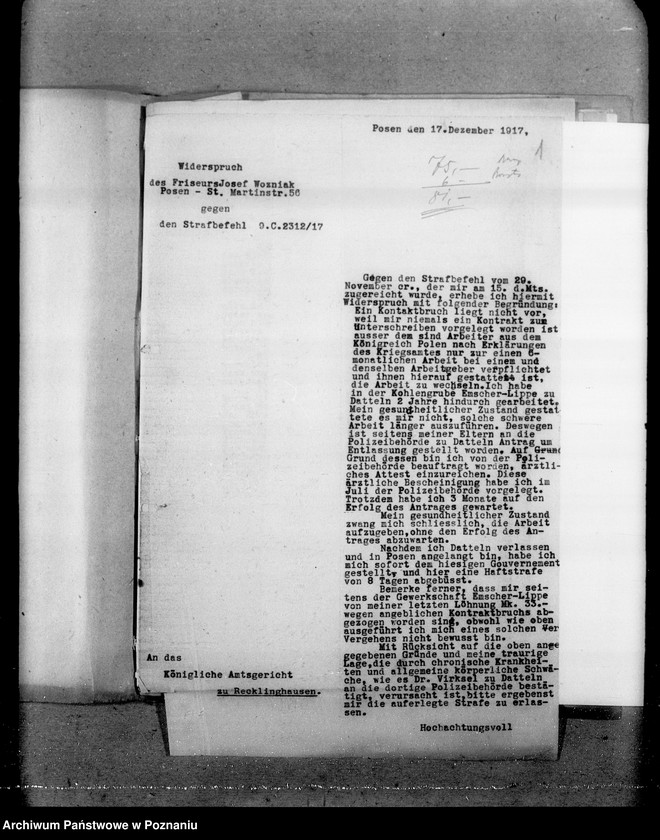 Posen den 17.Dezember 1917,
1
75,—
6 —
81,—
Widerspruch
des FriseursJosef Wozniak
Posen - St. Martinstr.56
gegen
den Strafbefehl 9.C.2312/17
Gegen den Strafbefehl vom 29.
November cr., der mir am 15. d.Mts.
zugereicht wurde, erhebe ich hiermit
Widerspruch mit folgender Begründung:
Ein Kontaktbruch liegt nicht vor,
weil mir niemals ein Kontrakt zum
Unterschreiben vorgelegt worden ist
ausser dem sind Arbeiter aus dem
Königreich Polen nach Erklärungen
des Kriegsamtes nur zur einen 6-
monatlichen Arbeit bei einem und
denselben Arbeitgeber verpflichtet
und ihnen hierauf gestattet ist,
die Arbeit zu wechseln.Ich habe
in der Kohlengrube Emscher-Lippe zu
Datteln 2 Jahre hindurch gearbeitet.
Mein gesundheitlicher Zustand gestat
tete es mir nicht, solche schwere
Arbeit länger auszuführen. Deswegen
ist seitens meiner Eltern an die
Polizeibehörde zu Datteln Antrag um
Entlassung gestellt worden. Auf Grund
Grund dessen bin ich von der Poli-
zeibehörde beauftragt worden, ärztli-
ches Attest einzureichen. Diese
ärztliche Bescheinigung habe ich im
Juli der Polizeibehörde vorgelegt.
Trotzdem habe ich 3 Monate auf den
Erfolg des Antrages gewartet.
Mein gesundheitlicher Zustand
zwang mich schliesslich, die Arbeit
aufzugeben,ohne den Erfolg des An-
trages abzuwarten.
Nachdem ich Datteln verlassen
und in Posen angelangt bin, habe ich
mich sofort dem hiesigen Gouvernement
gestellt, und hier eine Haftstrafe
von 8 Tagen abgebüsst.
Bemerke ferner, dass mir sei-
tens der Gewerkschaft Emscher-Lippe
von meiner letzten Löhnung Mk. 33.-
wegen angeblichen Kontraktbruchs ab-
gezogen worden sind, obwohl wie oben
ausgeführt ich mich eines solchen Ver
Vergehens nicht bewusst bin.
Mit Rücksicht auf die oben ange
gegebenen Gründe und meine traurige
Lage,die durch chronische Krankhei-
ten und allgemeine körperliche Schwä-
che, wie es Dr. Virksel zu Datteln
an die dortige Polizeibehörde bestä-
tigt, verursacht ist,bitte ergebenst
mir die auferlegte Strafe zu erlas-
sen.
Hochachtungsvoll
An das
Königliche Amtsgericht
zu Recklinghausen.
Archiwum Państwowe w Poznaniu